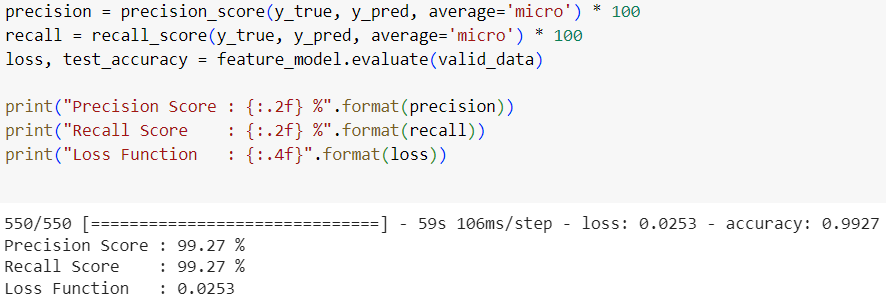 precision = precision_score(y_true, y_pred, average='micro') * 100
recall = recall_score(y_true, y_pred, average='micro') * 100
loss, test_accuracy = feature_model.evaluate(valid_data)
print("Precision Score : {:.2f} %".format(precision))
print("Recall Score    : {:.2f} %".format(recall))
print("Loss Function   : {:.4f}".format(loss))
550/550 [==============================] - 59s 106ms/step - loss: 0.0253 - accuracy: 0.9927
Precision Score : 99.27 %
Recall Score    : 99.27 %
Loss Function   : 0.0253